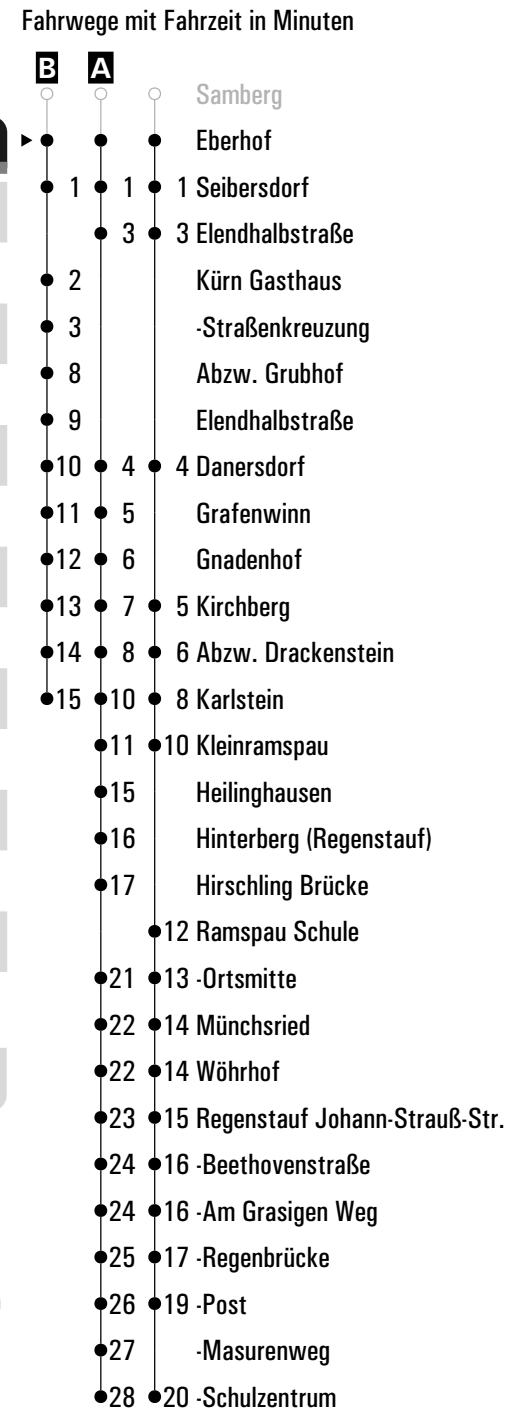 Fahrwege mit Fahrzeit in Minuten
B A
Samberg
Eberhof
1 1 1 Seibersdorf
3 3 Elendhalbstraße
2 Kürn Gasthaus
3 -Straßenkreuzung
8 Abzw. Grubhof
9 Elendhalbstraße
10 4 4 Danersdorf
11 5 Grafenwinn
12 6 Gnadenhof
13 7 5 Kirchberg
14 8 6 Abzw. Drackenstein
15 10 8 Karlstein
11 10 Kleinramspau
15 Heilinghausen
16 Hinterberg (Regenstauf)
17 Hirschling Brücke
12 Ramspau Schule
21 13 -Ortsmitte
22 14 Münchsried
22 14 Wöhrhof
23 15 Regenstauf Johann-Strauß-Str.
24 16 -Beethovenstraße
24 16 -Am Grasigen Weg
25 17 -Regenbrücke
26 19 -Post
27 -Masurenweg
28 20 -Schulzentrum